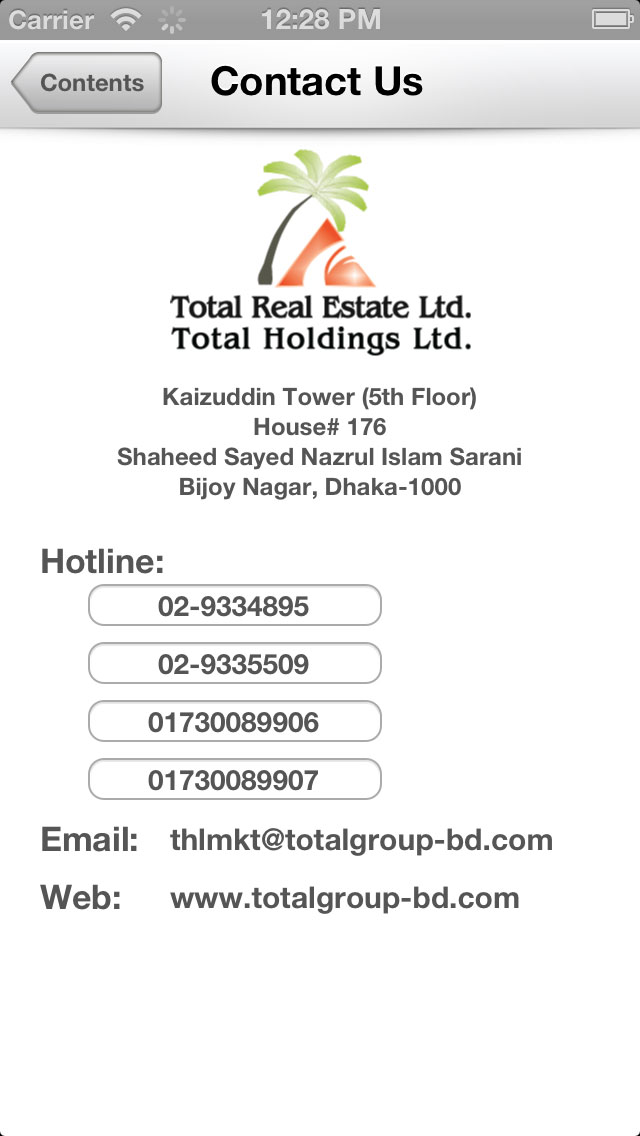 Carrier 12:28 PM
Contents Contact Us
Total Real Estate Ltd.
Total Holdings Ltd.
Kaizuddin Tower (5th Floor)
House# 176
Shaheed Sayed Nazrul Islam Sarani
Bijoy Nagar, Dhaka-1000
Hotline:
02-9334895
02-9335509
01730089906
01730089907
Email: thlmkt@totalgroup-bd.com
Web: www.totalgroup-bd.com